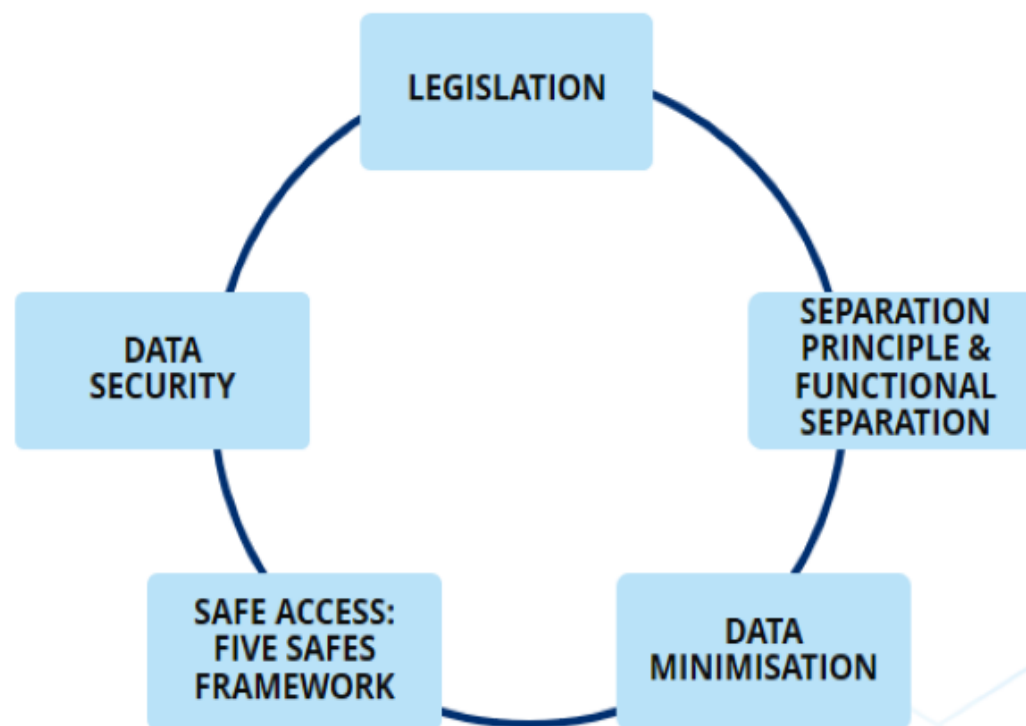 LEGISLATION
SEPARATION
PRINCIPLE &
FUNCTIONAL
SEPARATION
DATA
MINIMISATION
SAFE ACCESS:
FIVE SAFES
FRAMEWORK
DATA
SECURITY